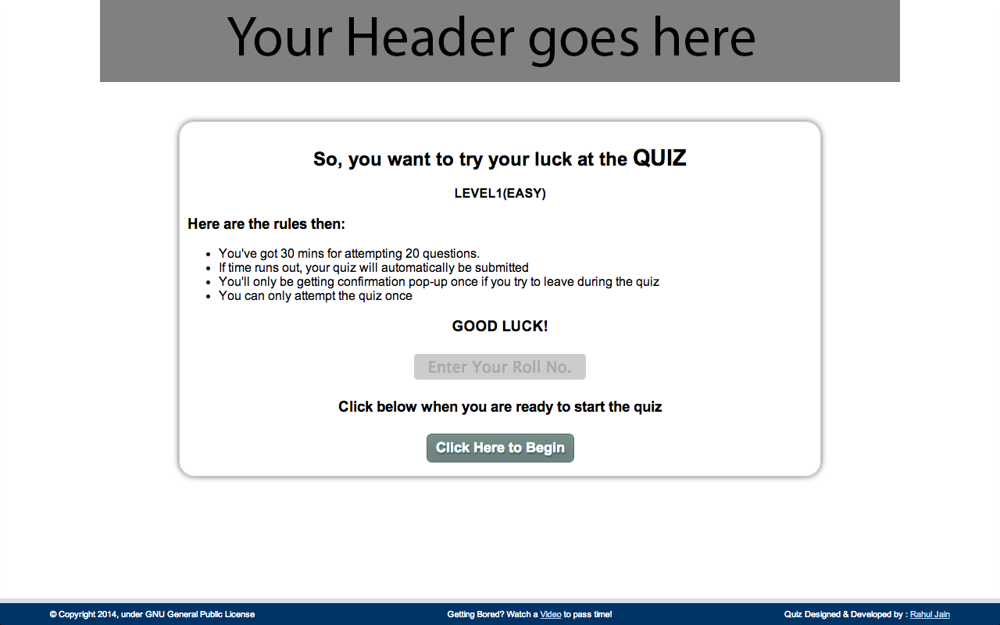 Your Header goes here
So, you want to try your luck at the QUIZ
LEVEL1(EASY)
Here are the rules then:
• You've got 30 mins for attempting 20 questions.
• If time runs out, your quiz will automatically be submitted
• You'll only be getting confirmation pop-up once if you try to leave during the quiz
• You can only attempt the quiz once
GOOD LUCK!
Enter Your Roll No.
Click below when you are ready to start the quiz
Click Here to Begin
© Copyright 2014, under GNU General Public License
Getting Bored? Watch a Video to pass time!
Quiz Designed & Developed by : Rahul Jain